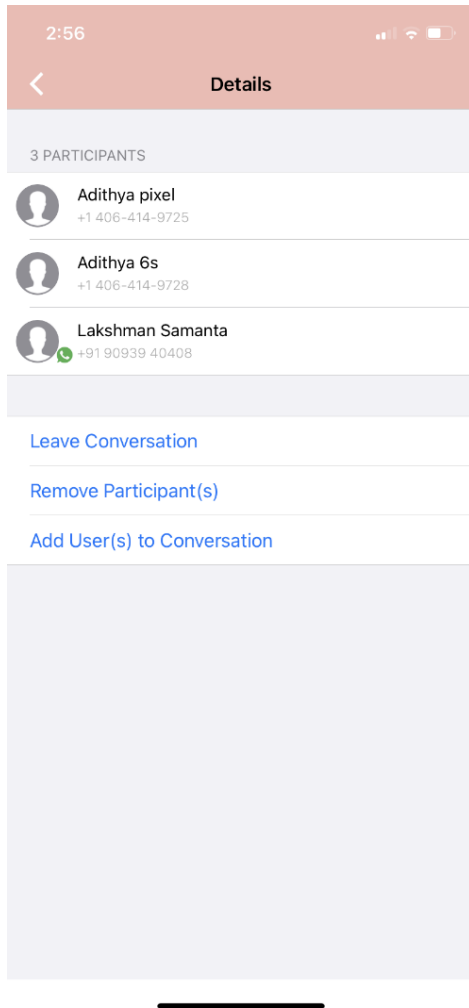 2:56
Details
3 PARTICIPANTS
Adithya pixel
+1 406-414-9725
Adithya 6s
+1 406-414-9728
Lakshman Samanta
+91 90939 40408
Leave Conversation
Remove Participant(s)
Add User(s) to Conversation